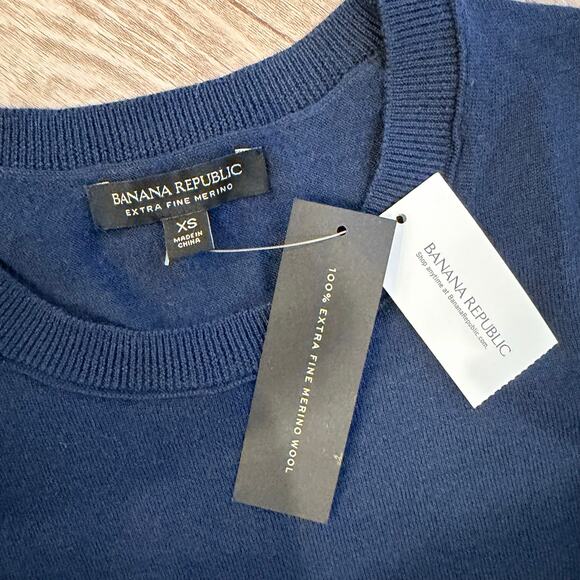 BANANA REPUBLIC
EXTRA FINE MERINO
XS
MADE IN
CHINA
100% EXTRA FINE MERINO WOOL
BANANA REPUBLIC
Shop anytime at BananaRepublic.com.